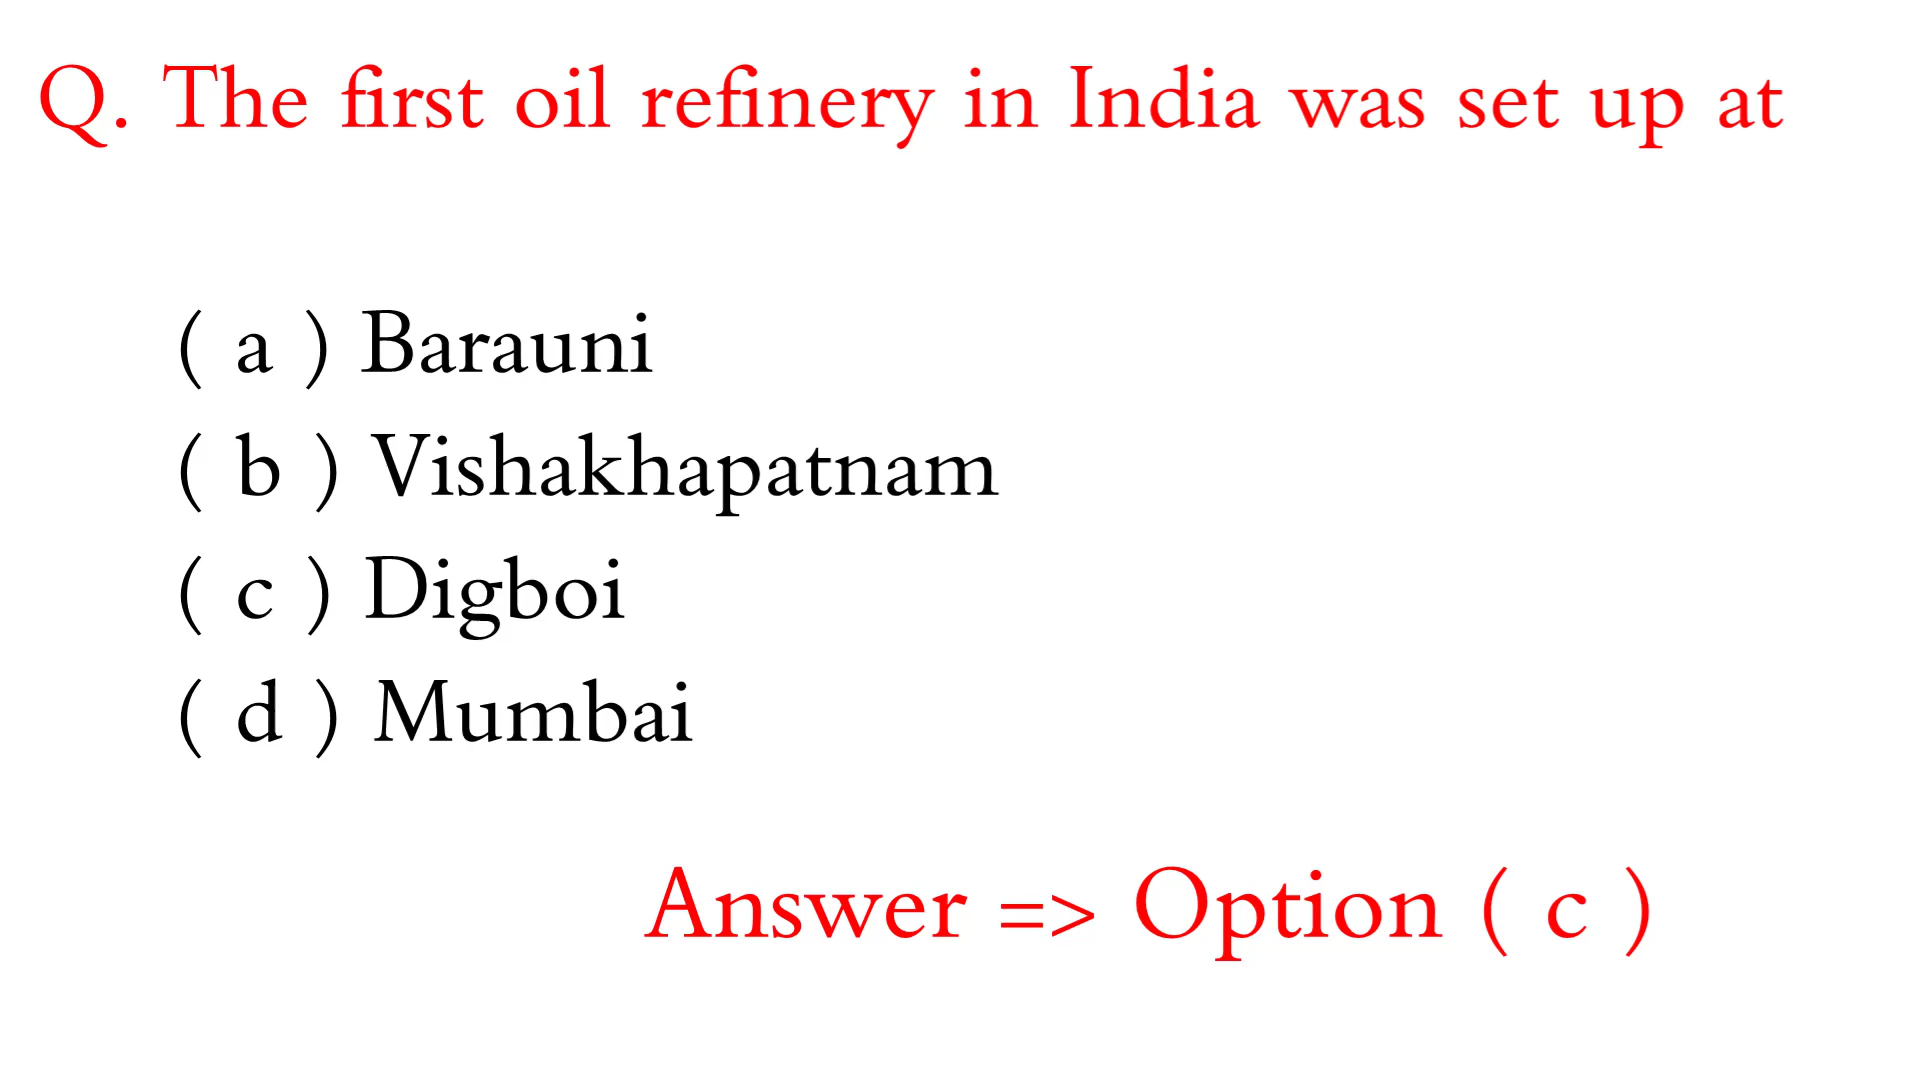 Q. The first oil refinery in India was set up at
( a ) Barauni
( b ) Vishakhapatnam
( c ) Digboi
( d ) Mumbai
Answer => Option ( c )